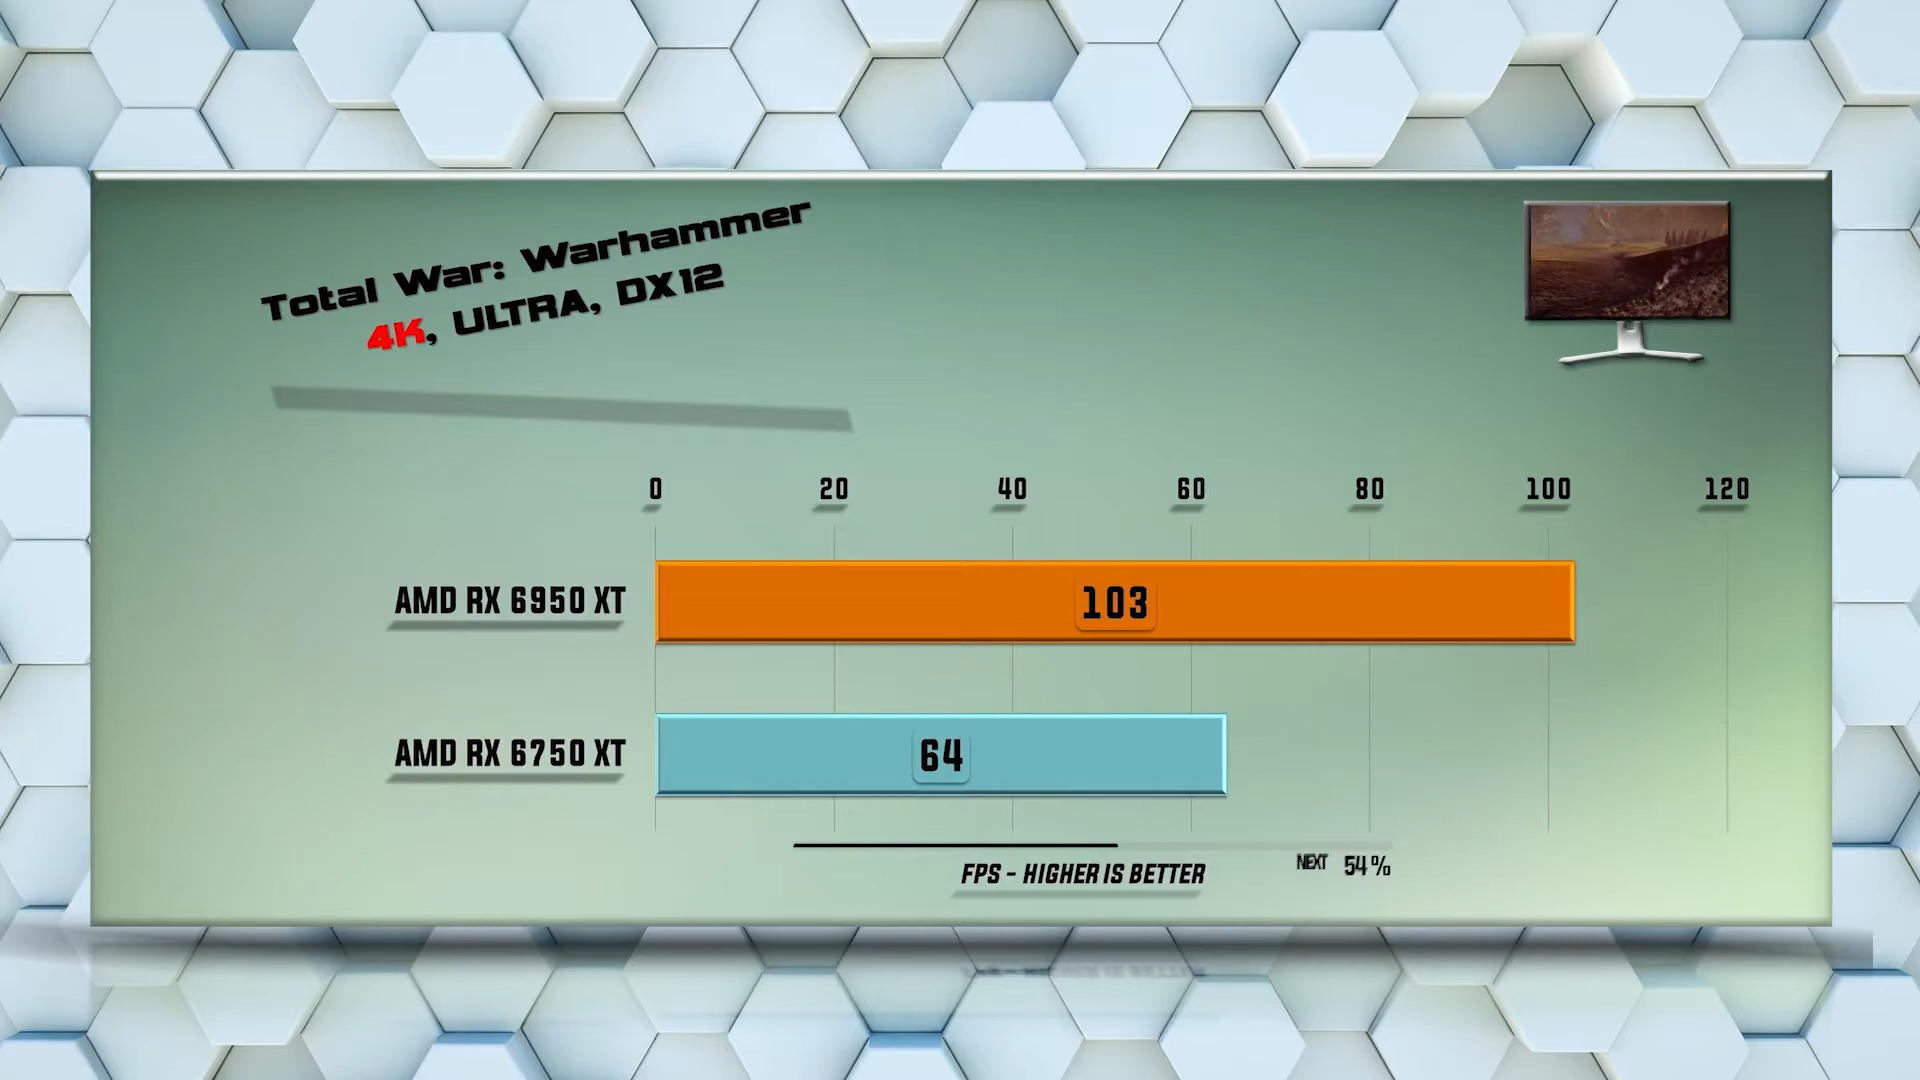 Total War: Warhammer
4K, ULTRA, DX12
0 20 40 60 80 100 120
AMD RX 6950 XT 103
AMD RX 6750 XT 64
FPS - HIGHER IS BETTER
NEXT 54%